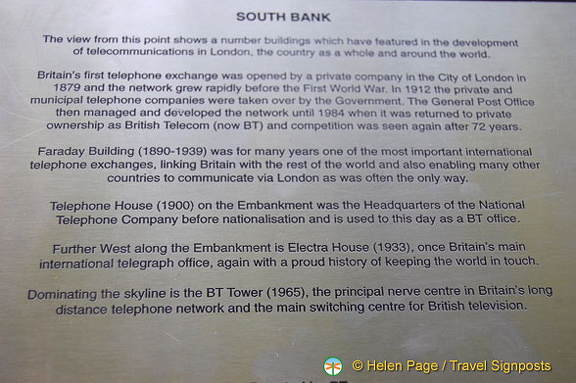 SOUTH BANK
The view from this point shows a number buildings which have featured in the development
of telecommunications in London, the country as a whole and around the world.
Britain's first telephone exchange was opened by a private company in the City of London in
1879 and the network grew rapidly before the First World War. In 1912 the private and
municipal telephone companies were taken over by the Government. The General Post Office
then managed and developed the network until 1984 when it was returned to private
ownership as British Telecom (now BT) and competition was seen again after 72 years.
Faraday Building (1890-1939) was for many years one of the most important international
telephone exchanges, linking Britain with the rest of the world and also enabling many other
countries to communicate via London as was often the only way.
Telephone House (1900) on the Embankment was the Headquarters of the National
Telephone Company before nationalisation and is used to this day as a BT office.
Further West along the Embankment is Electra House (1933), once Britain's main
international telegraph office, again with a proud history of keeping the world in touch.
Dominating the skyline is the BT Tower (1965), the principal nerve centre in Britain's long
distance telephone network and the main switching centre for British television.
© Helen Page / Travel Signposts